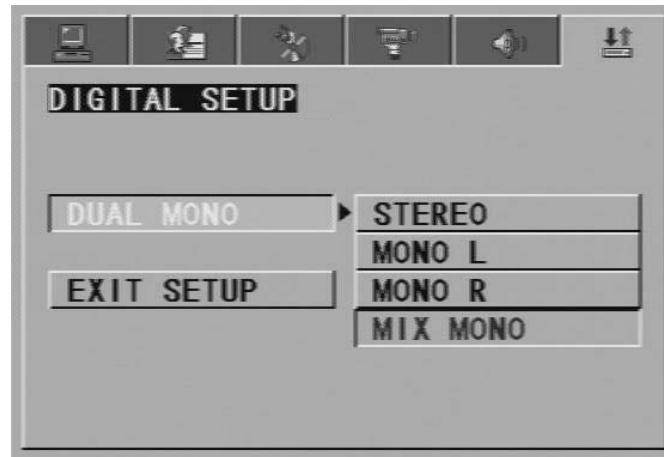 DIGITAL SETUP
DUAL MONO
STEREO
MONO L
EXIT SETUP
MONO R
MIX MONO